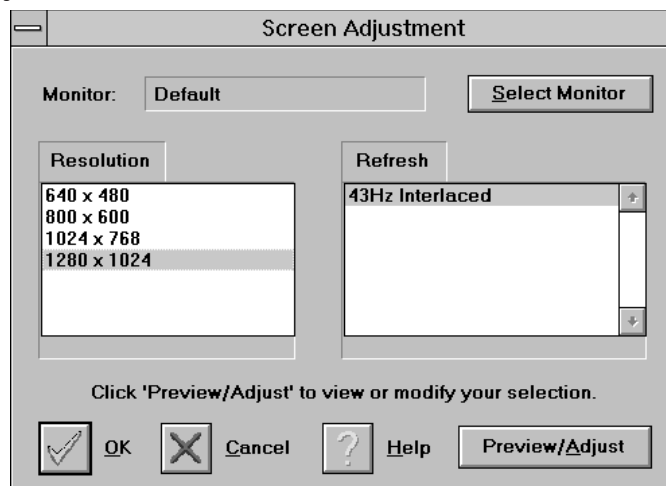 Screen Adjustment
Monitor: Default Select Monitor
Resolution Refresh
640 x 480 43Hz Interlaced
800 x 600
1024 x 768
1280 x 1024
Click 'Preview/Adjust' to view or modify your selection.
OK Cancel ? Help Preview/Adjust